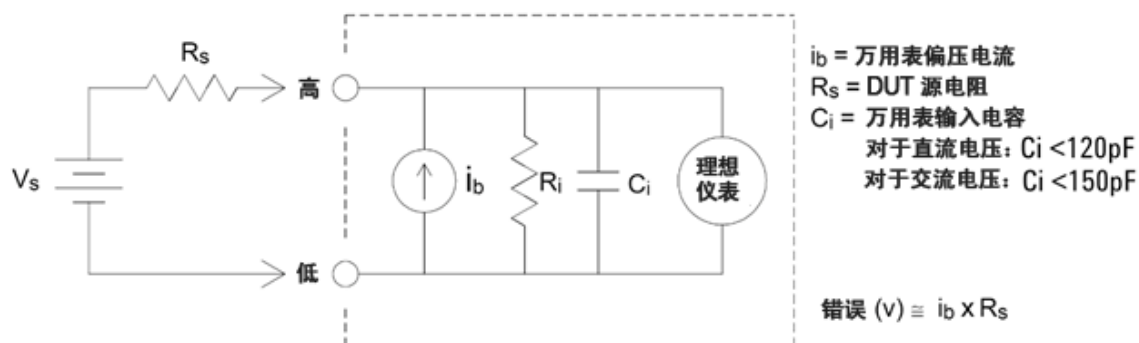 Rs
高
Vs
ib
Ri
Ci
理想
仪表
低
ib = 万用表偏压电流
Rs = DUT 源电阻
Ci = 万用表输入电容
对于直流电压：Ci <120pF
对于交流电压：Ci <150pF
错误 (v) ≅ ib x Rs